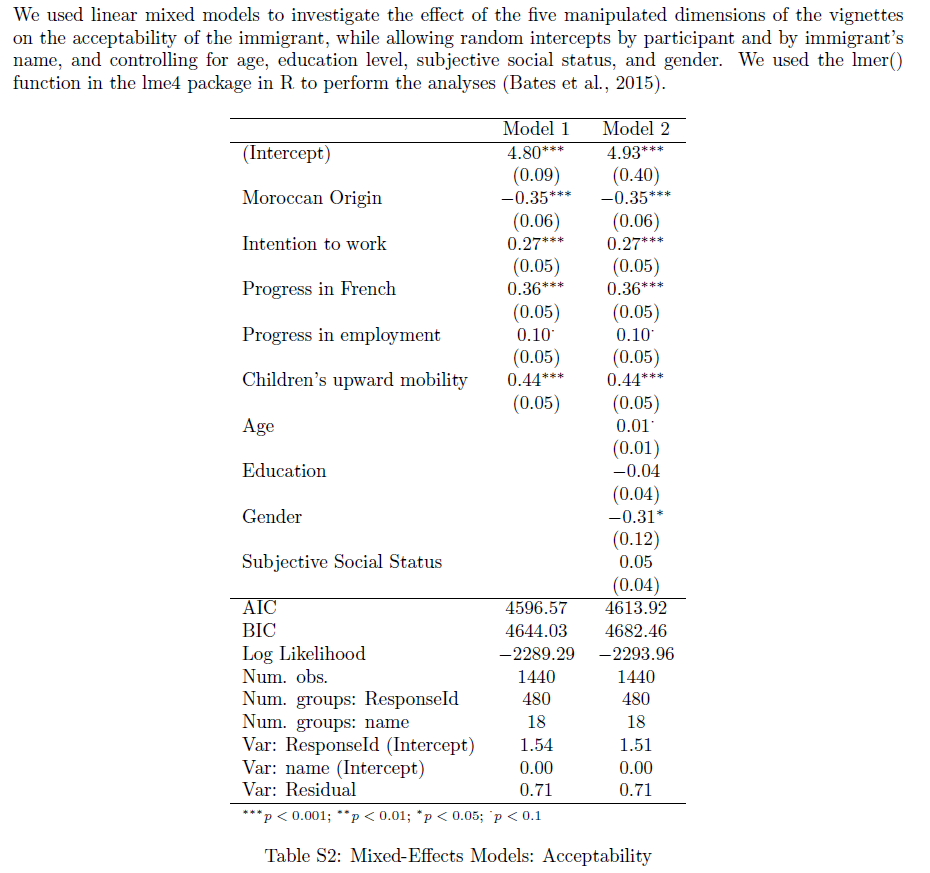 We used linear mixed models to investigate the effect of the five manipulated dimensions of the vignettes
on the acceptability of the immigrant, while allowing random intercepts by participant and by immigrant's
name, and controlling for age, education level, subjective social status, and gender. We used the lmer()
function in the lme4 package in R to perform the analyses (Bates et al., 2015).
Model 1 Model 2
(Intercept) 4.80*** 4.93***
(0.09) (0.40)
Moroccan Origin −0.35*** −0.35***
(0.06) (0.06)
Intention to work 0.27*** 0.27***
(0.05) (0.05)
Progress in French 0.36*** 0.36***
(0.05) (0.05)
Progress in employment 0.10· 0.10·
(0.05) (0.05)
Children's upward mobility 0.44*** 0.44***
(0.05) (0.05)
Age 0.01·
(0.01)
Education −0.04
(0.04)
Gender −0.31*
(0.12)
Subjective Social Status 0.05
(0.04)
AIC 4596.57 4613.92
BIC 4644.03 4682.46
Log Likelihood −2289.29 −2293.96
Num. obs. 1440 1440
Num. groups: ResponseId 480 480
Num. groups: name 18 18
Var: ResponseId (Intercept) 1.54 1.51
Var: name (Intercept) 0.00 0.00
Var: Residual 0.71 0.71
***p < 0.001; **p < 0.01; *p < 0.05; ·p < 0.1
Table S2: Mixed-Effects Models: Acceptability